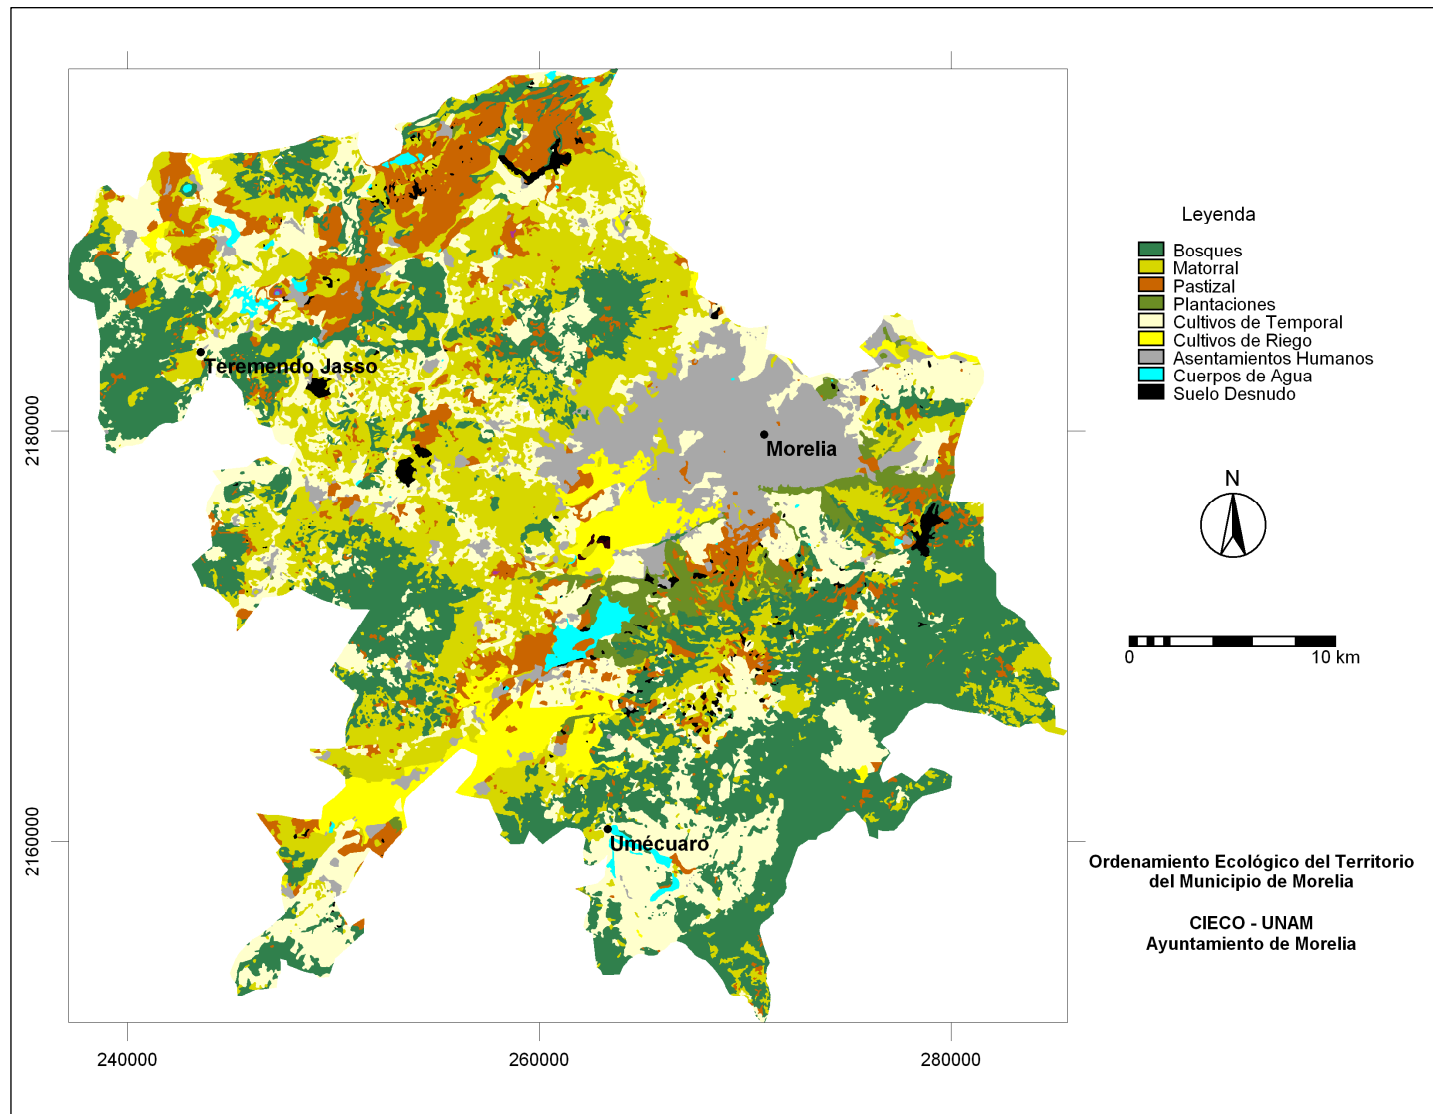 Leyenda
Bosques
Matorral
Pastizal
Plantaciones
Cultivos de Temporal
Cultivos de Riego
Asentamientos Humanos
Cuerpos de Agua
Suelo Desnudo
Teremendo Jasso
Morelia
Umécuaro
2180000
2160000
240000
260000
280000
N
0
10 km
Ordenamiento Ecológico del Territorio
del Municipio de Morelia
CIECO - UNAM
Ayuntamiento de Morelia